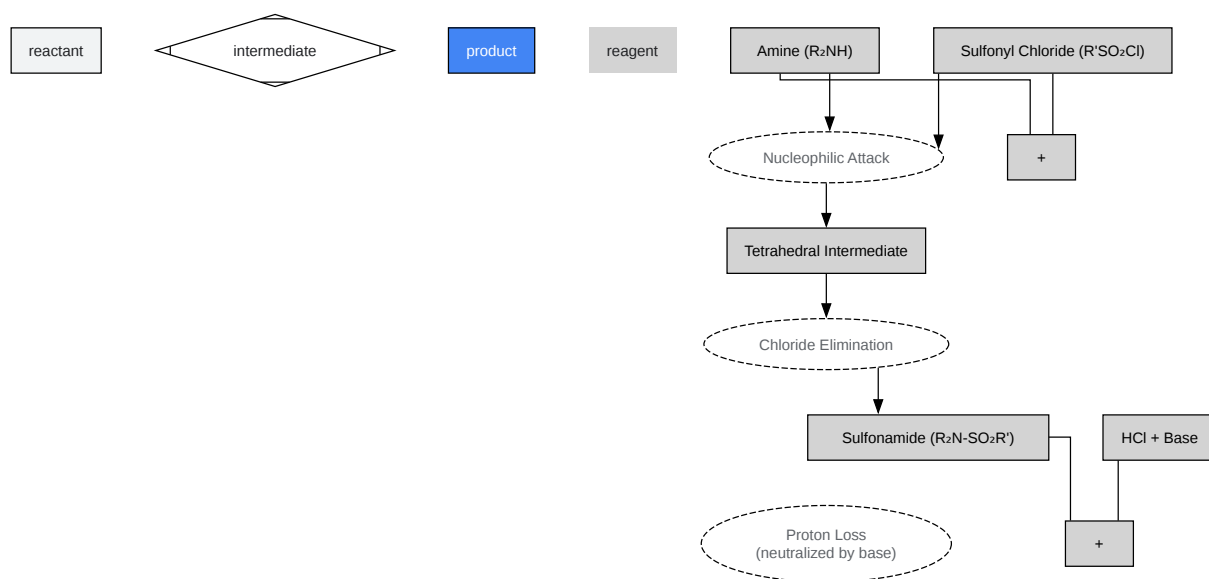 reactant
intermediate
product
reagent
Amine (R₂NH)
Sulfonyl Chloride (R'SO₂Cl)
Nucleophilic Attack
+
Tetrahedral Intermediate
Chloride Elimination
Sulfonamide (R₂N-SO₂R')
HCl + Base
Proton Loss
(neutralized by base)
+